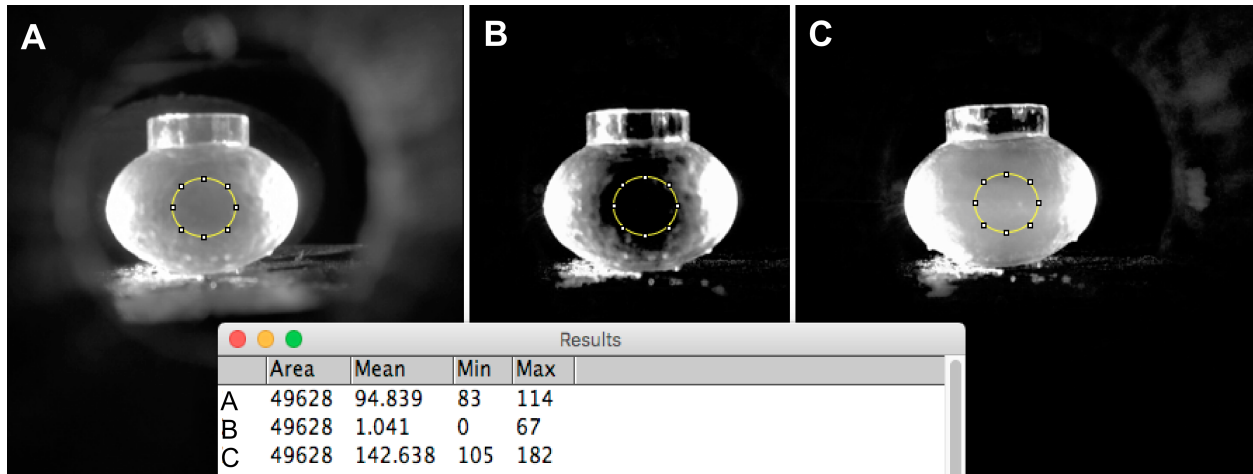 A
B
C
Results
Area Mean Min Max
A 49628 94.839 83 114
B 49628 1.041 0 67
C 49628 142.638 105 182